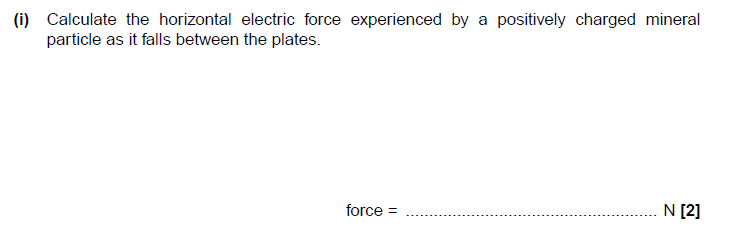 (i) Calculate the horizontal electric force experienced by a positively charged mineral
particle as it falls between the plates.
force = ........................................................... N [2]